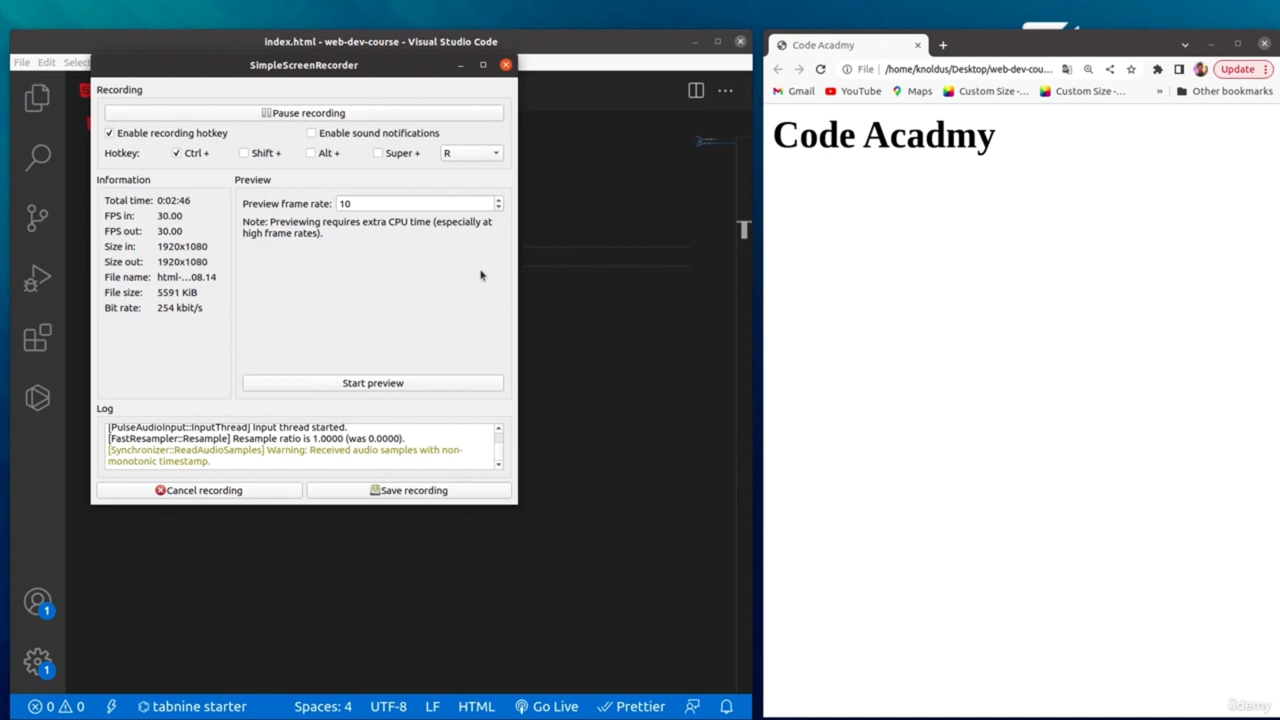 index.html - web-dev-course - Visual Studio Code
File Edit Select
SimpleScreenRecorder
Recording
Pause recording
Enable recording hotkey
Enable sound notifications
Hotkey: Ctrl + Shift + Alt + Super + R
Information
Total time: 0:02:46
FPS in: 30.00
FPS out: 30.00
Size in: 1920x1080
Size out: 1920x1080
File name: html-...08.14
File size: 5591 KiB
Bit rate: 254 kbit/s
Preview
Preview frame rate: 10
Note: Previewing requires extra CPU time (especially at
high frame rates).
Start preview
Log
[PulseAudioInput::InputThread] Input thread started.
[FastResampler::Resample] Resample ratio is 1.0000 (was 0.0000).
[Synchronizer::ReadAudioSamples] Warning: Received audio samples with non-
monotonic timestamp.
Cancel recording
Save recording
T
1
1
0 0 tabnine starter Spaces: 4 UTF-8 LF HTML Go Live Prettier
Code Acadmy
File /home/knoldus/Desktop/web-dev-cou... Update
Gmail YouTube Maps Custom Size -... Custom Size -... » Other bookmarks
Code Acadmy
ûdemy